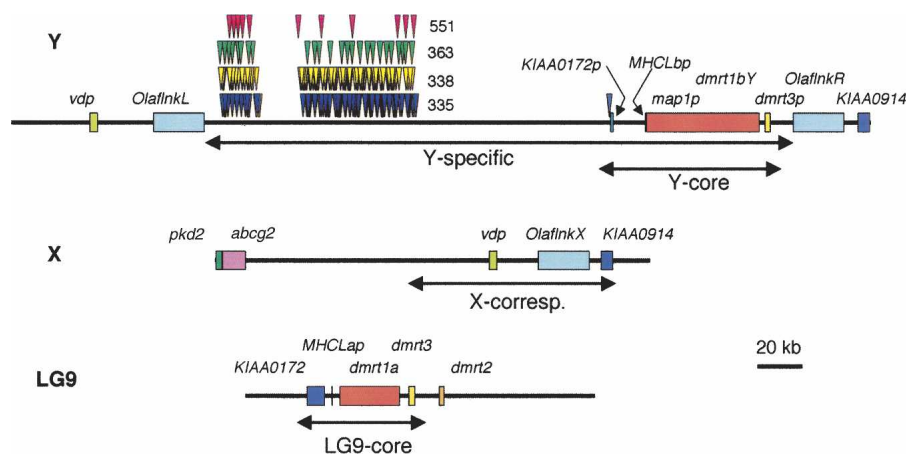 551
Y
363
338
KIAA0172p MHCLbp dmrt1bY OlaflnkR
vdp OlaflnkL 335 map1p dmrt3p KIAA0914
Y-specific
Y-core
pkd2 abcg2 vdp OlaflnkX KIAA0914
X
X-corresp.
MHCLap dmrt3
20 kb
KIAA0172 dmrt1a dmrt2
LG9
LG9-core